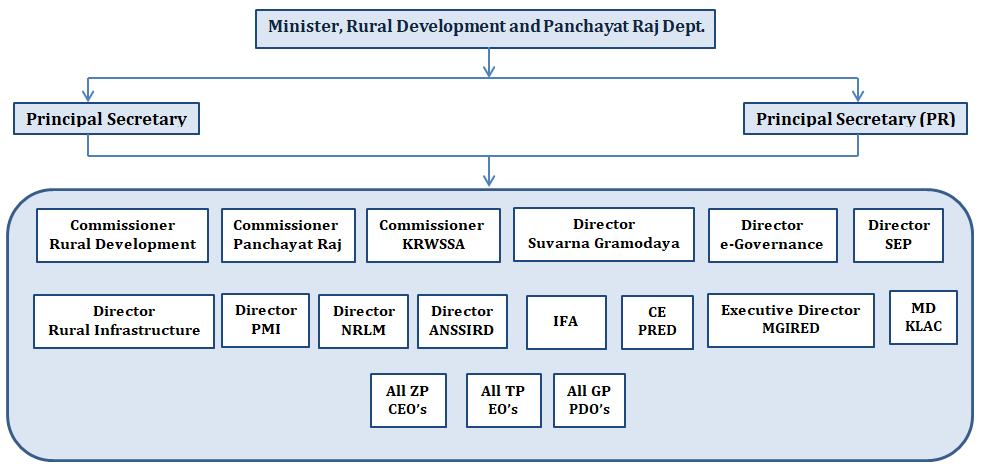 Minister, Rural Development and Panchayat Raj Dept.
Principal Secretary
Principal Secretary (PR)
Commissioner
Rural Development
Commissioner
Panchayat Raj
Commissioner
KRWSSA
Director
Suvarna Gramodaya
Director
e-Governance
Director
SEP
Director
Rural Infrastructure
Director
PMI
Director
NRLM
Director
ANSSIRD
IFA
CE
PRED
Executive Director
MGIRED
MD
KLAC
All ZP
CEO’s
All TP
EO’s
All GP
PDO’s